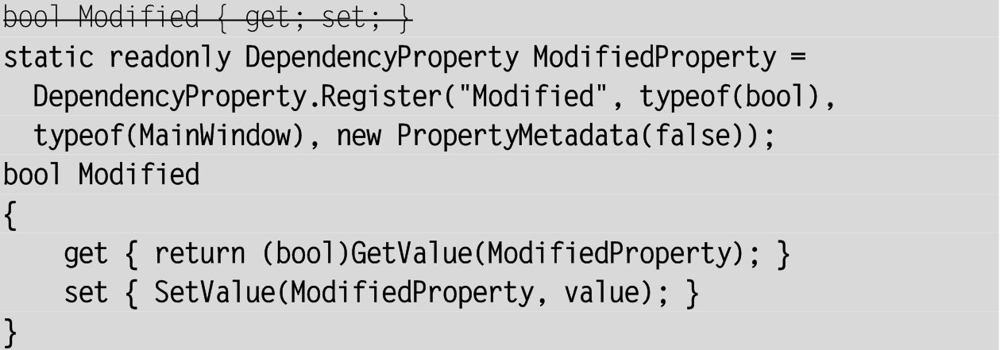 bool Modified { get; set; }
static readonly DependencyProperty ModifiedProperty =
  DependencyProperty.Register("Modified", typeof(bool),
  typeof(MainWindow), new PropertyMetadata(false));
bool Modified
{
    get { return (bool)GetValue(ModifiedProperty); }
    set { SetValue(ModifiedProperty, value); }
}